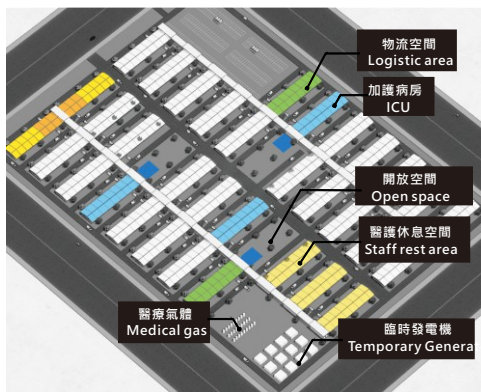 物流空間
Logistic area
加護病房
ICU
開放空間
Open space
醫護休息空間
Staff rest area
醫療氣體
Medical gas
臨時發電機
Temporary Generat